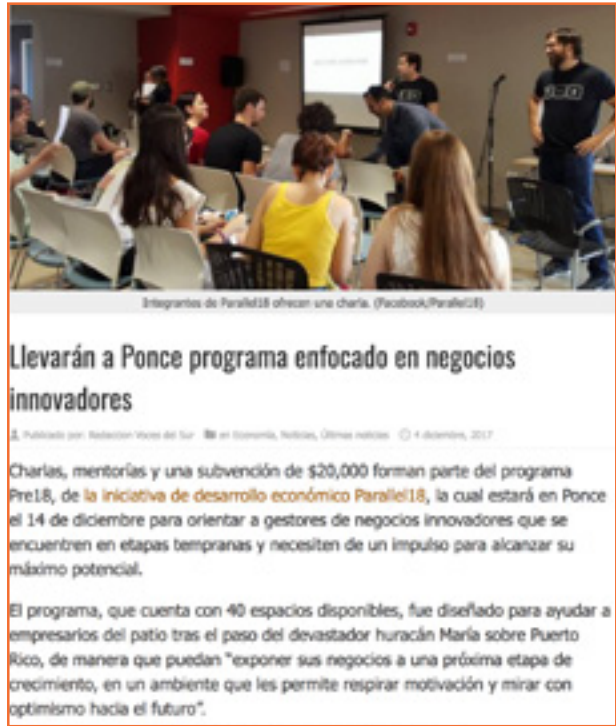 Integrantes de Parallel18 ofrecen una charla. (Facebook/Parallel18)
Llevarán a Ponce programa enfocado en negocios
innovadores
Publicado por: Redaccion Voces del Sur en Economía, Noticias, Últimas noticias 4 diciembre, 2017
Charlas, mentorías y una subvención de $20,000 forman parte del programa
Pre18, de la iniciativa de desarrollo económico Parallel18, la cual estará en Ponce
el 14 de diciembre para orientar a gestores de negocios innovadores que se
encuentren en etapas tempranas y necesiten de un impulso para alcanzar su
máximo potencial.
El programa, que cuenta con 40 espacios disponibles, fue diseñado para ayudar a
empresarios del patio tras el paso del devastador huracán María sobre Puerto
Rico, de manera que puedan “exponer sus negocios a una próxima etapa de
crecimiento, en un ambiente que les permite respirar motivación y mirar con
optimismo hacia el futuro”.